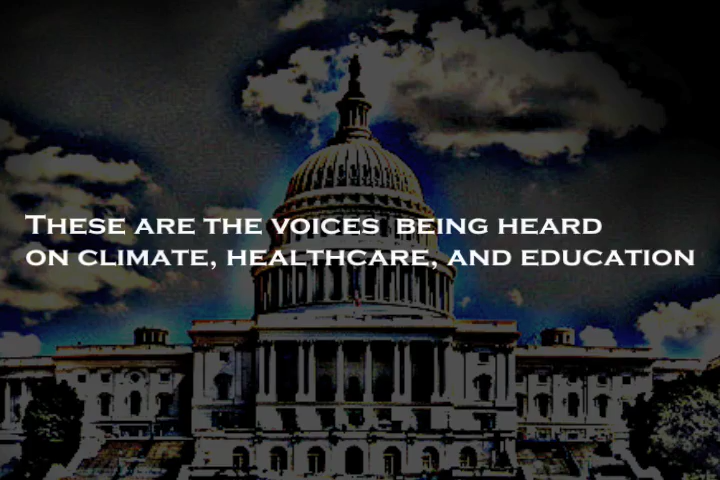 These are the voices  being heard
on climate, healthcare, and education